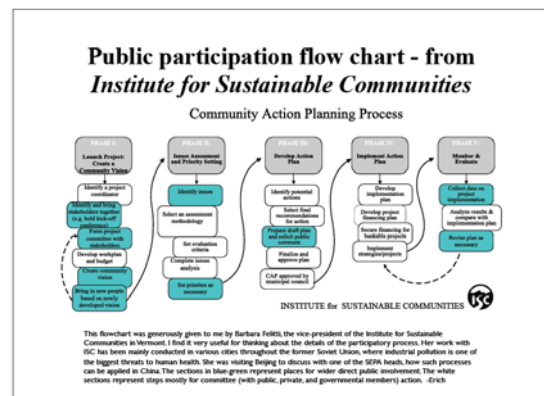 Public participation flow chart - from
Institute for Sustainable Communities
Community Action Planning Process
PHASE I:
Launch Project:
Create a
Community Vision
Identify a project
coordinator
Identify and bring
stakeholders together
(e.g. hold kick-off
conference)
Form project
committee with
stakeholders
Develop workplan
and budget
Create community
vision
Bring in new people
based on newly
developed vision
PHASE II:
Issues Assessment
and Priority Setting
Identify issues
Select an assessment
methodology
Set evaluation
criteria
Complete issues
analysis
Set priorities as
necessary
PHASE III:
Develop Action
Plan
Identify potential
actions
Select final
recommendations for
action
Prepare draft plan
and solicit public
comment
Finalize and
approve plan
CAP approved by
municipal council
PHASE IV:
Implement Action
Plan
Develop
implementation
plan
Develop project
financing plan
Secure financing for
bankable projects
Implement
strategies/projects
PHASE V:
Monitor &
Evaluate
Collect data on
project
implementation
Analyze results &
compare with
implementation plan
Revise plan as
necessary
INSTITUTE for SUSTAINABLE COMMUNITIES
ISC
This flowchart was generously given to me by Barbara Felitti, the vice-president of the Institute for Sustainable
Communities in Vermont. I find it very useful for thinking about the details of the participatory process. Her work with
ISC has been mainly conducted in various cities throughout the former Soviet Union, where industrial pollution is one of
the biggest threats to human health. She was visiting Beijing to discuss with one of the SEPA heads, how such processes
can be applied in China. The sections in blue-green represent places for wider direct public involvement. The white
sections represent steps mostly for committee (with public, private, and governmental members) action. -Erich